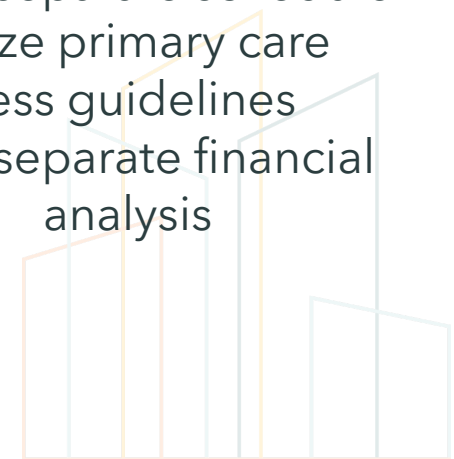 ze primary care
ess guidelines
separate financial
analysis